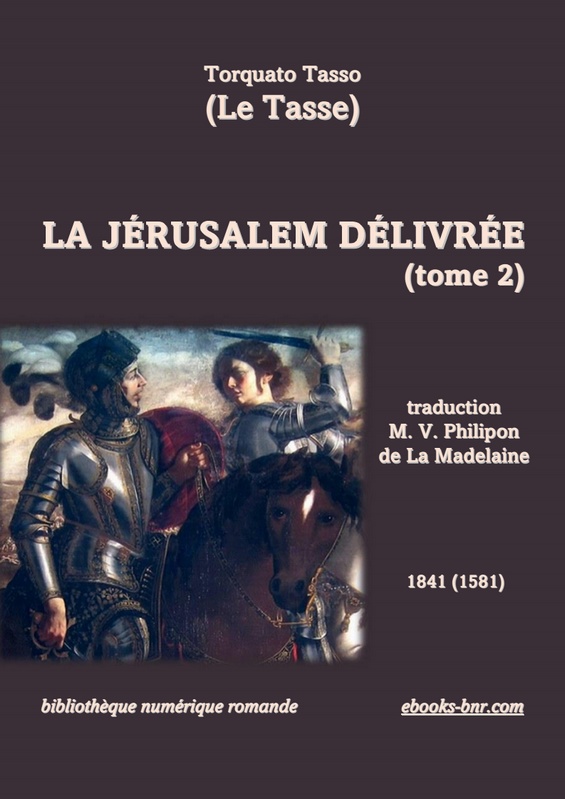 Torquato Tasso
(Le Tasse)
LA JÉRUSALEM DÉLIVRÉE
(tome 2)
traduction
M. V. Philipon
de La Madelaine
1841 (1581)
bibliothèque numérique romande
ebooks-bnr.com